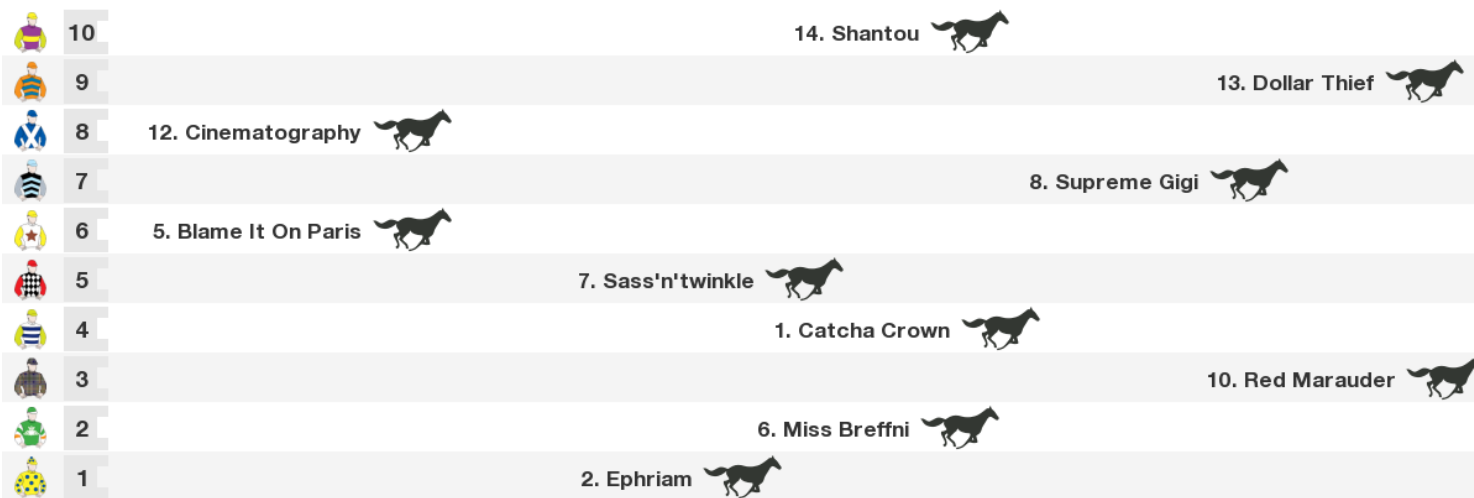 10 14. Shantou
9 13. Dollar Thief
8 12. Cinematography
7 8. Supreme Gigi
6 5. Blame It On Paris
5 7. Sass'n'twinkle
4 1. Catcha Crown
3 10. Red Marauder
2 6. Miss Breffni
1 2. Ephriam